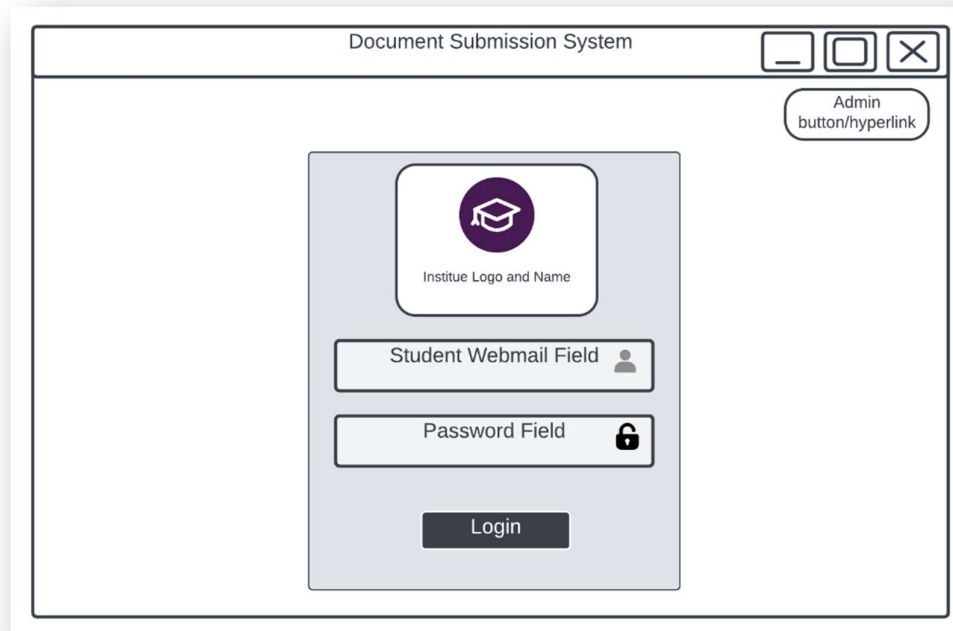 Document Submission System
Admin
button/hyperlink
Institue Logo and Name
Student Webmail Field
Password Field
Login